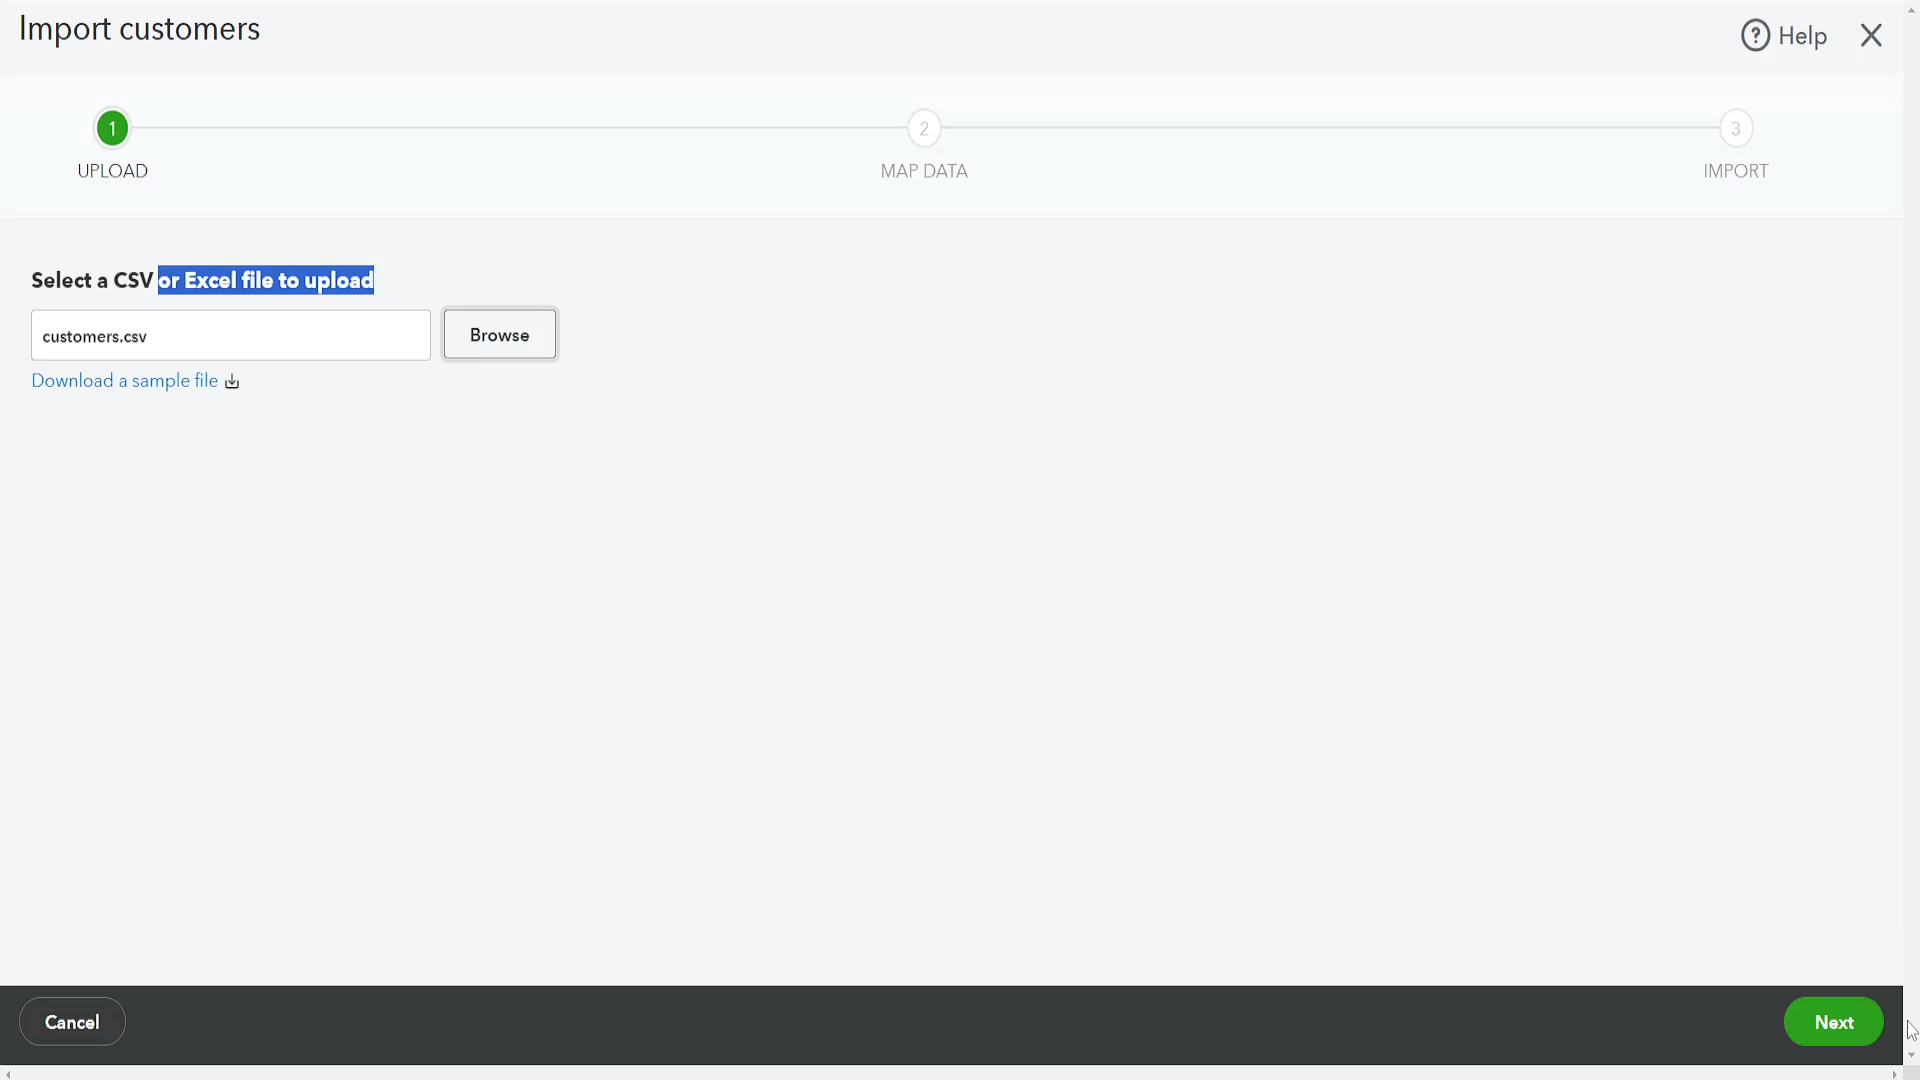 Import customers
? Help
1
2
3
UPLOAD
MAP DATA
IMPORT
Select a CSV or Excel file to upload
customers.csv
Browse
Download a sample file
Cancel
Next